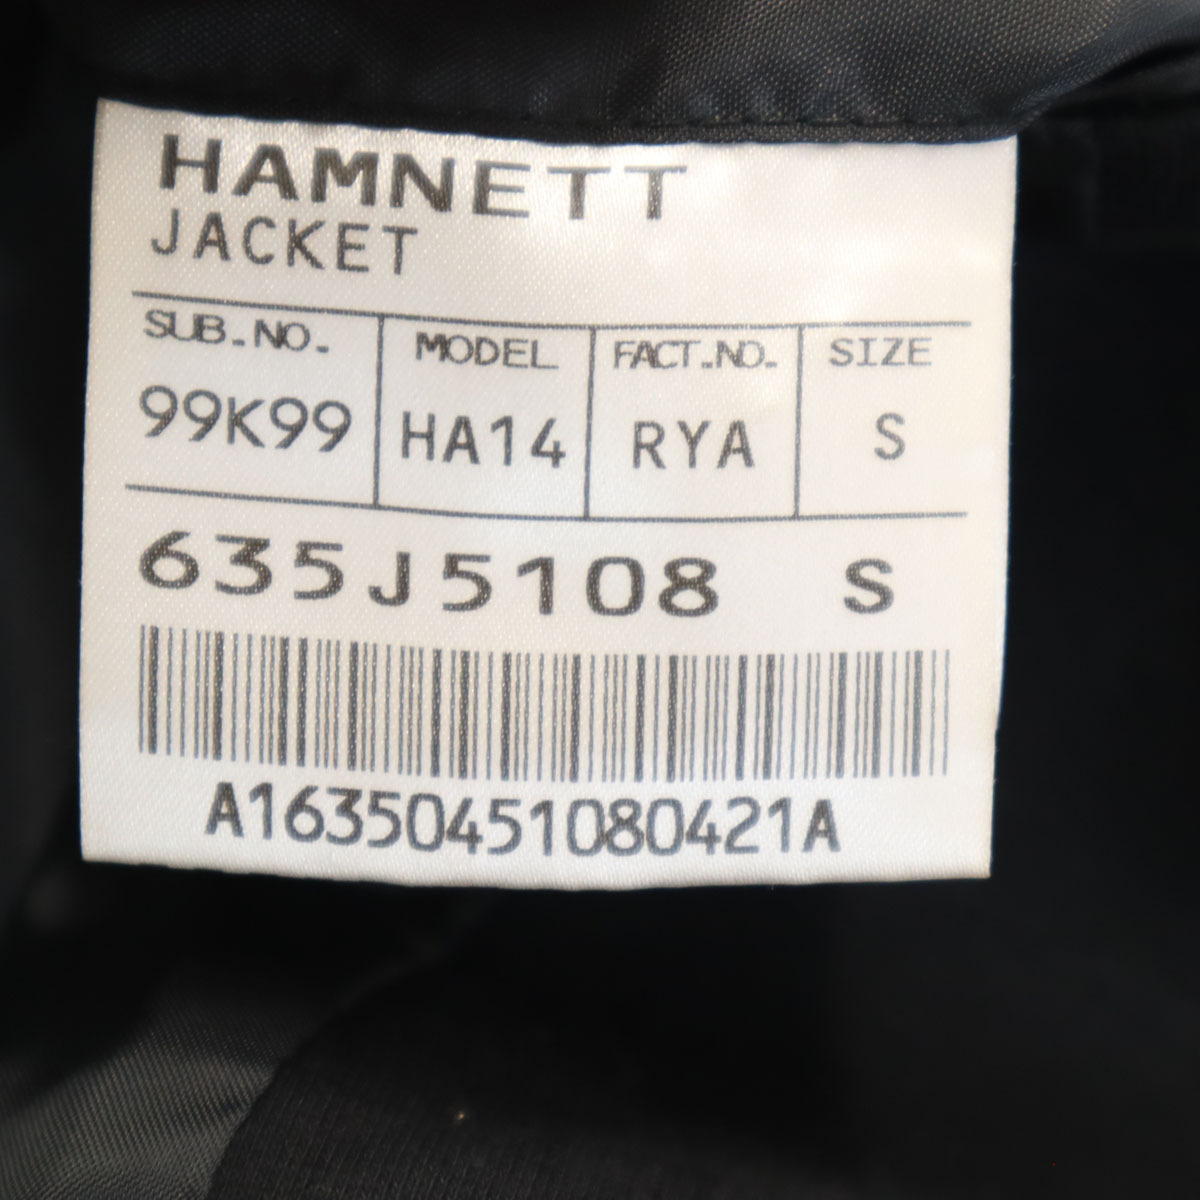 HAMNETT
JACKET
SUB.NO. MODEL FACT.NO. SIZE
99K99 HA14 RYA S
635J5108 S
A16350451080421A